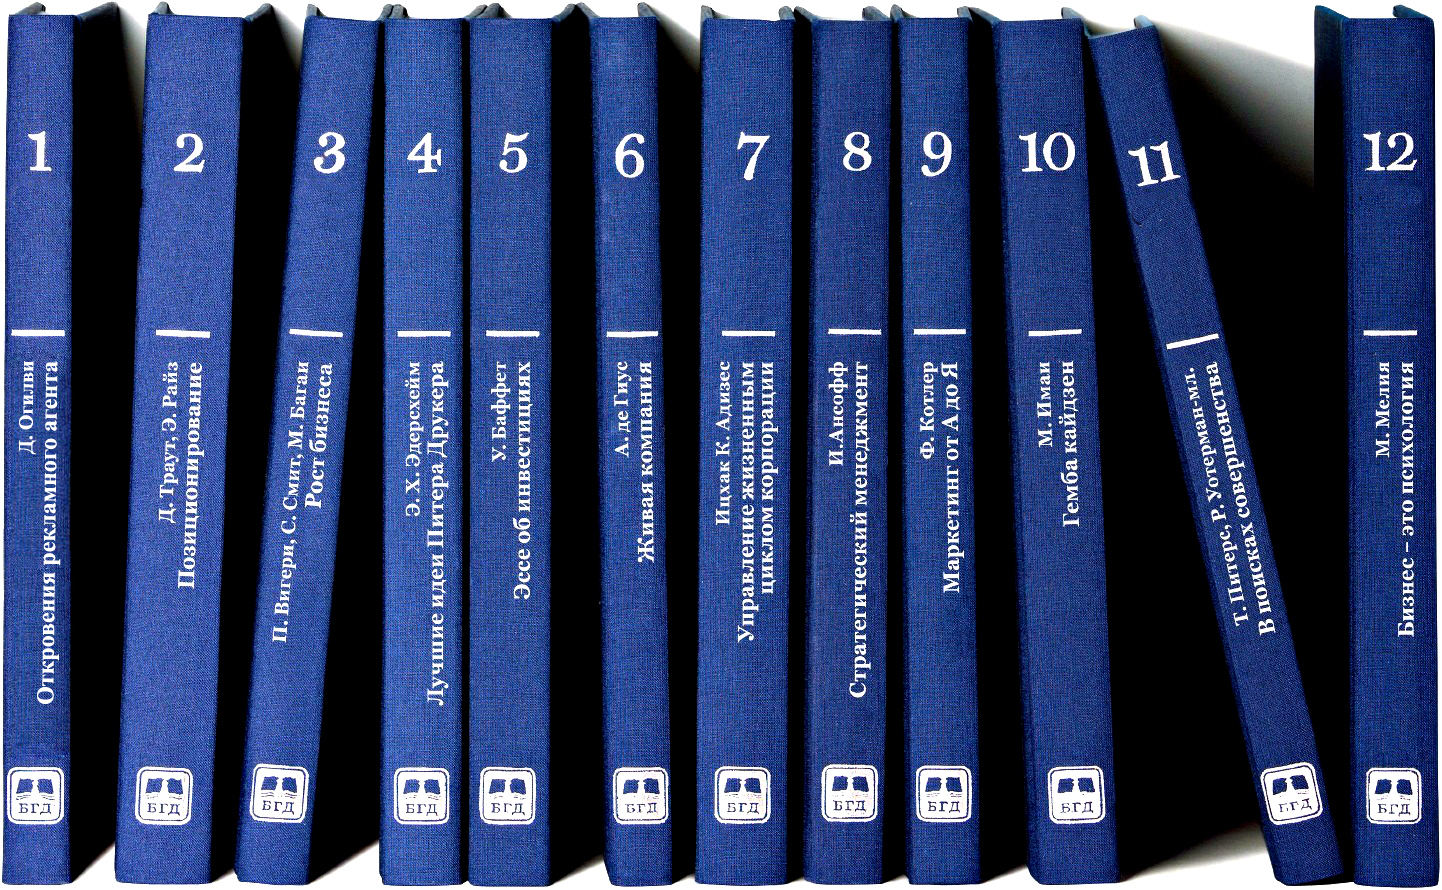 1
Д. Огилви
Откровения рекламного агента
БГД
2
Д. Траут, Э. Райз
Позиционирование
БГД
3
П. Вигери, С. Смит, М. Багаи
Рост бизнеса
БГД
4
Э. Х. Эдерсхейм
Лучшие идеи Питера Друкера
БГД
5
У. Баффет
Эссе об инвестициях
БГД
6
А. де Гиус
Живая компания
БГД
7
Ицхак К. Адизес
Управление жизненным
циклом корпорации
БГД
8
И.Ансофф
Стратегический менеджмент
БГД
9
Ф. Котлер
Маркетинг от А до Я
БГД
10
М. Имаи
Гемба кайдзен
БГД
11
Т. Питерс, Р. Уотерман-мл.
В поисках совершенства
БГД
12
М. Мелия
Бизнес – это психология
БГД